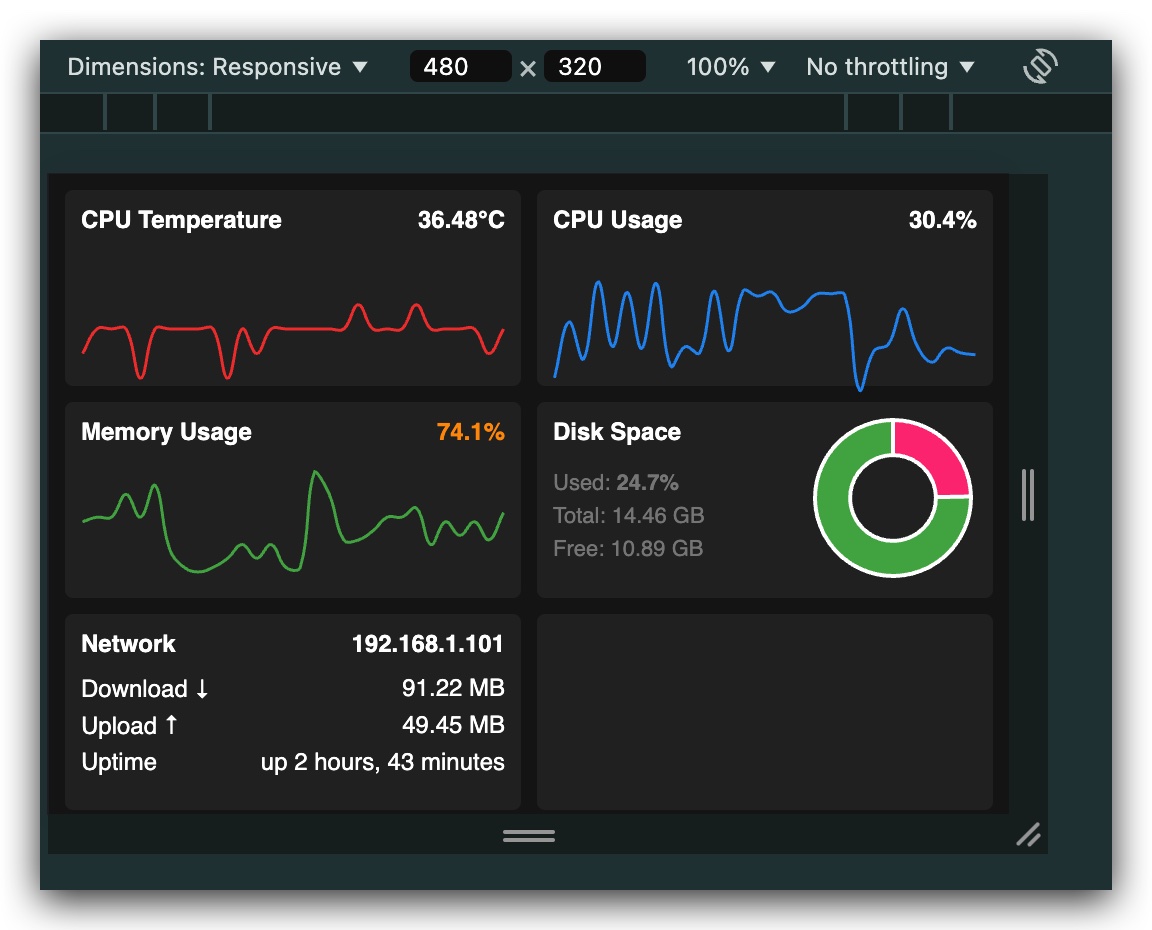 Dimensions: Responsive ▼ 480 × 320 100% ▼ No throttling ▼
CPU Temperature 36.48°C
CPU Usage 30.4%
Memory Usage 74.1%
Disk Space
Used: 24.7%
Total: 14.46 GB
Free: 10.89 GB
Network 192.168.1.101
Download ↓ 91.22 MB
Upload ↑ 49.45 MB
Uptime up 2 hours, 43 minutes